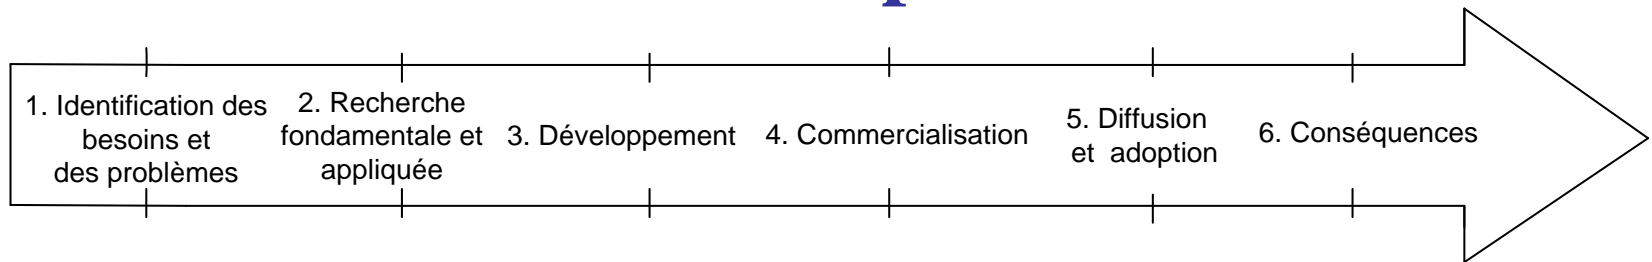 1. Identification des
besoins et
des problèmes
2. Recherche
fondamentale et
appliquée
3. Développement
4. Commercialisation
5. Diffusion
et adoption
6. Conséquences